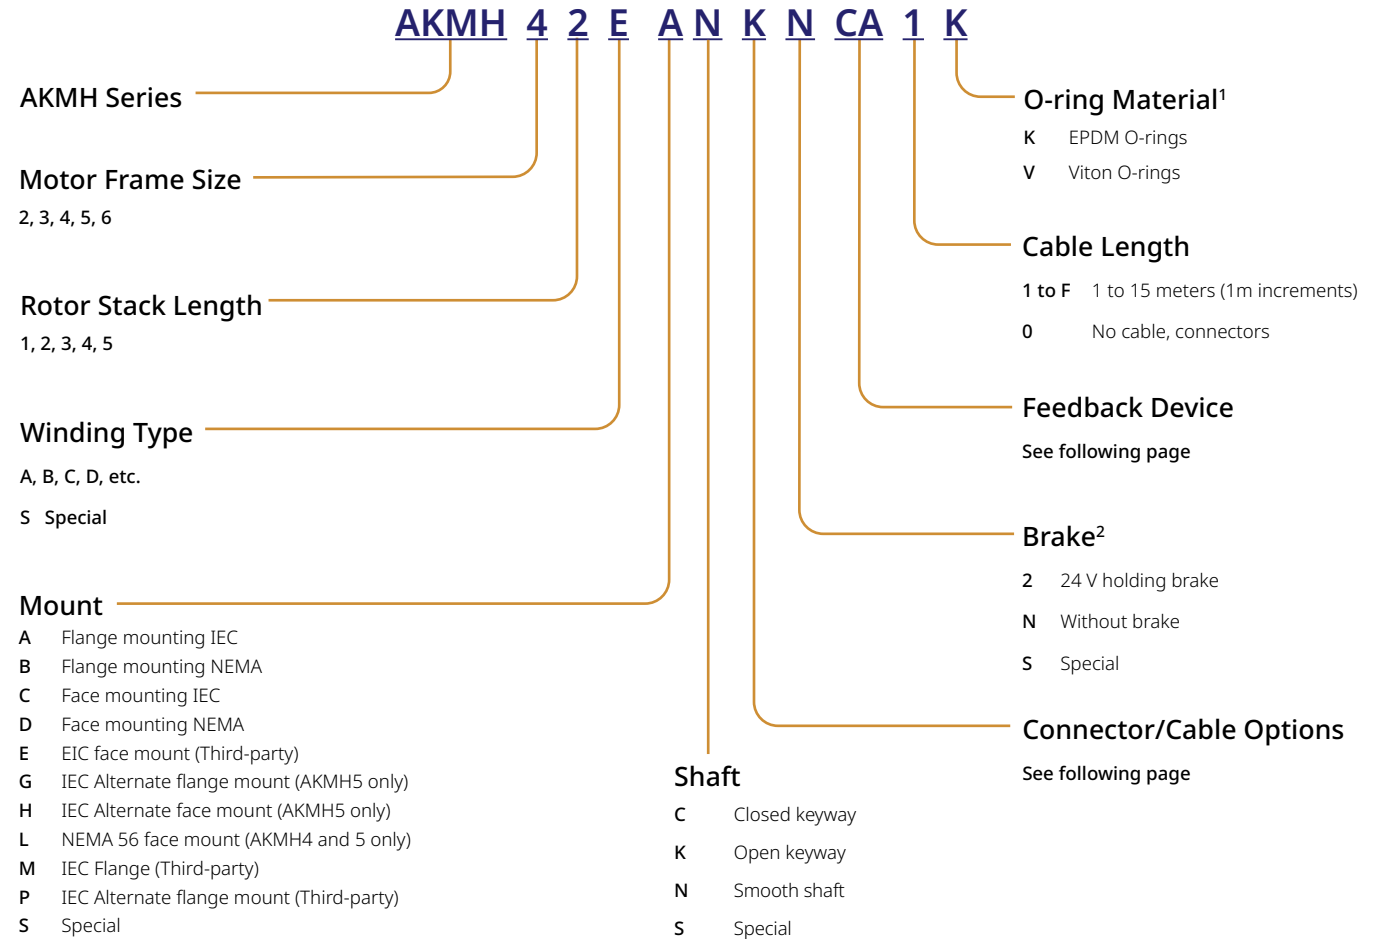 AKMH 4 2 E A N K N CA 1 K
AKMH Series
Motor Frame Size
2, 3, 4, 5, 6
Rotor Stack Length
1, 2, 3, 4, 5
Winding Type
A, B, C, D, etc.
S Special
Mount
A Flange mounting IEC
B Flange mounting NEMA
C Face mounting IEC
D Face mounting NEMA
E EIC face mount (Third-party)
G IEC Alternate flange mount (AKMH5 only)
H IEC Alternate face mount (AKMH5 only)
L NEMA 56 face mount (AKMH4 and 5 only)
M IEC Flange (Third-party)
P IEC Alternate flange mount (Third-party)
S Special
Shaft
C Closed keyway
K Open keyway
N Smooth shaft
S Special
O-ring Material¹
K EPDM O-rings
V Viton O-rings
Cable Length
1 to F 1 to 15 meters (1m increments)
0 No cable, connectors
Feedback Device
See following page
Brake²
2 24 V holding brake
N Without brake
S Special
Connector/Cable Options
See following page